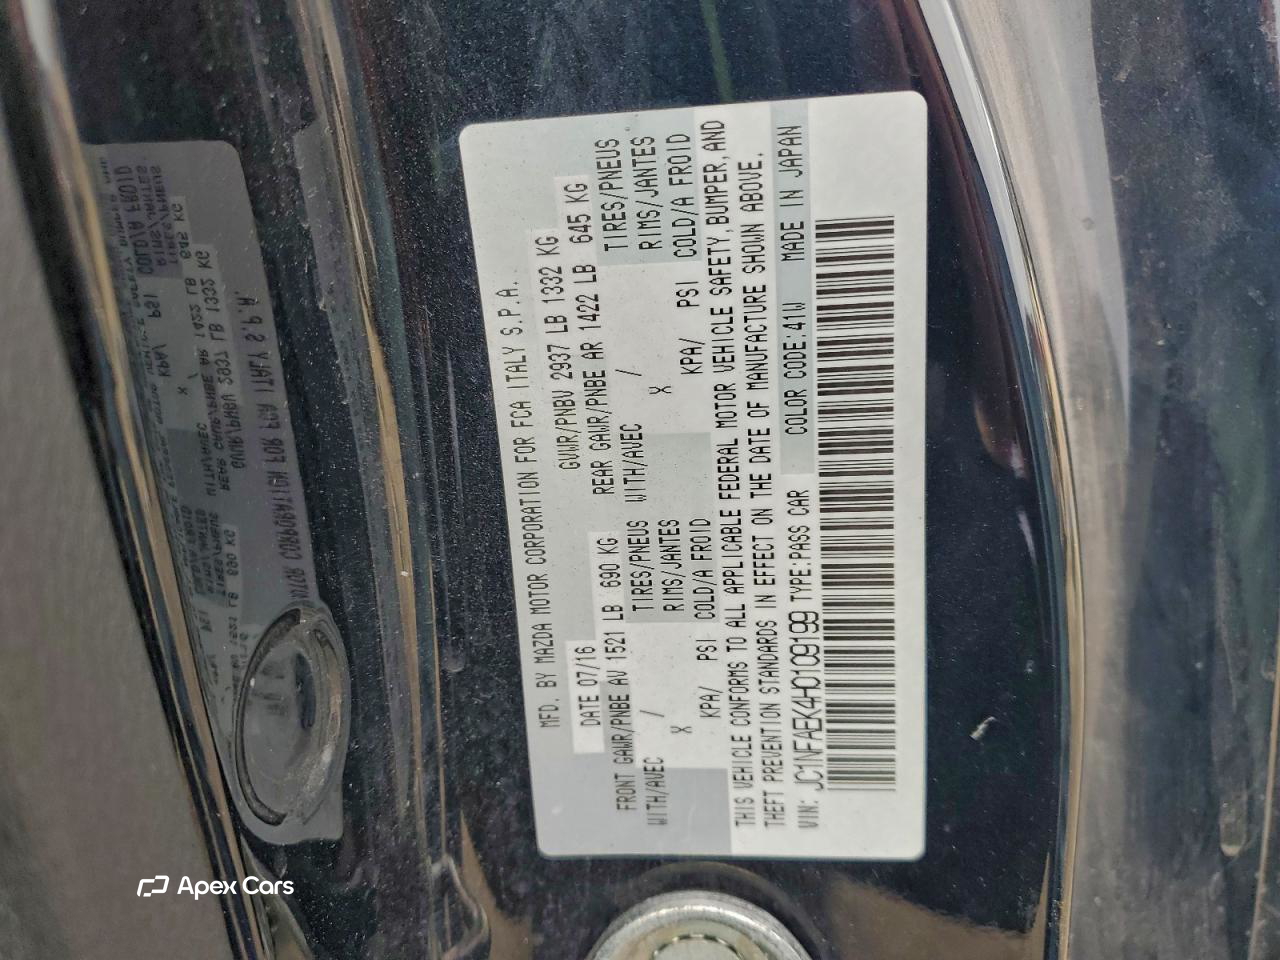 MFD. BY MAZDA MOTOR CORPORATION FOR FCA ITALY S.P.A.
DATE 07/16 GVWR/PNBV 2937 LB 1332 KG
FRONT GAWR/PNBE AV 1521 LB 690 KG REAR GAWR/PNBE AR 1422 LB 645 KG
WITH/AVEC / TIRES/PNEUS WITH/AVEC / TIRES/PNEUS
X RIMS/JANTES X RIMS/JANTES
KPA/ PSI COLD/A FROID KPA/ PSI COLD/A FROID
THIS VEHICLE CONFORMS TO ALL APPLICABLE FEDERAL MOTOR VEHICLE SAFETY, BUMPER, AND
THEFT PREVENTION STANDARDS IN EFFECT ON THE DATE OF MANUFACTURE SHOWN ABOVE.
VIN: JC1NFAEK4H0109199 TYPE:PASS CAR COLOR CODE:41W MADE IN JAPAN
Apex Cars